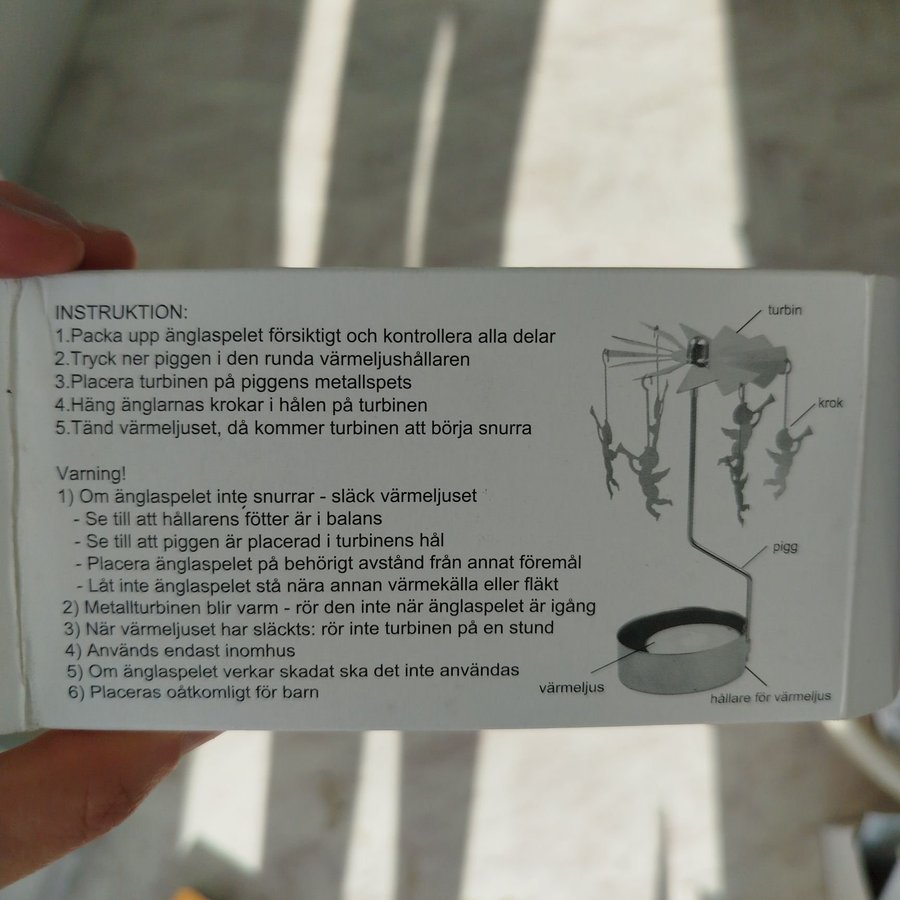 INSTRUKTION:
1.Packa upp änglaspelet försiktigt och kontrollera alla delar
2.Tryck ner piggen i den runda värmeljushållaren
3.Placera turbinen på piggens metallspets
4.Häng änglarnas krokar i hålen på turbinen
5.Tänd värmeljuset, då kommer turbinen att börja snurra
Varning!
1) Om änglaspelet inte snurrar - släck värmeljuset
- Se till att hållarens fötter är i balans
- Se till att piggen är placerad i turbinens hål
- Placera änglaspelet på behörigt avstånd från annat föremål
- Låt inte änglaspelet stå nära annan värmekälla eller fläkt
2) Metallturbinen blir varm - rör den inte när änglaspelet är igång
3) När värmeljuset har släckts: rör inte turbinen på en stund
4) Används endast inomhus
5) Om änglaspelet verkar skadat ska det inte användas
6) Placeras oåtkomligt för barn
turbin
krok
pigg
värmeljus
hållare för värmeljus